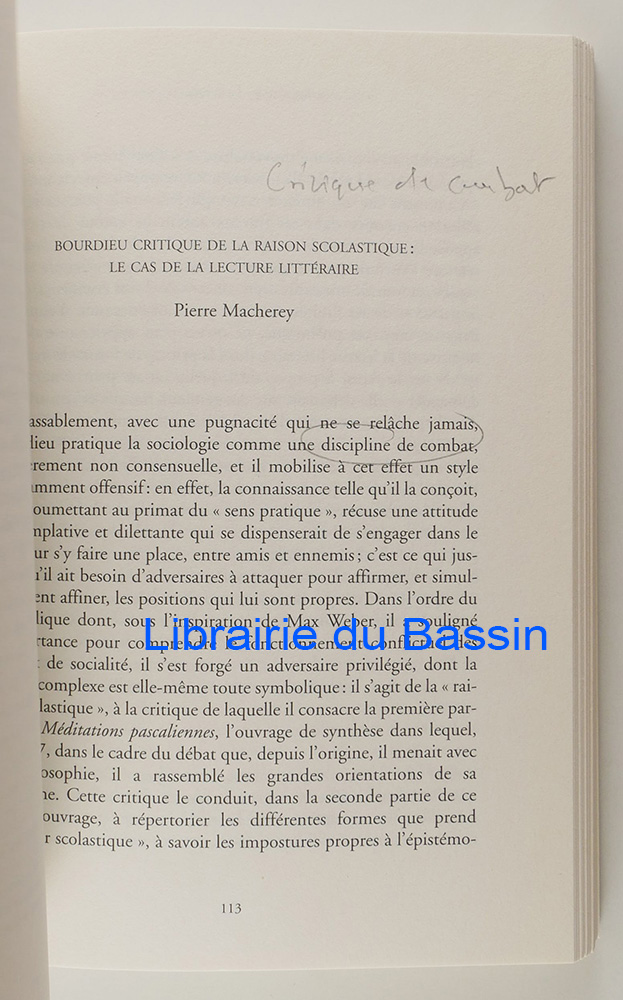 Critique de combat
BOURDIEU CRITIQUE DE LA RAISON SCOLASTIQUE :
LE CAS DE LA LECTURE LITTÉRAIRE
Pierre Macherey
assablement, avec une pugnacité qui ne se relâche jamais,
lieu pratique la sociologie comme une discipline de combat,
rement non consensuelle, et il mobilise à cet effet un style
mment offensif : en effet, la connaissance telle qu'il la conçoit,
oumettant au primat du « sens pratique », récuse une attitude
mplative et dilettante qui se dispenserait de s'engager dans le
ur s'y faire une place, entre amis et ennemis ; c'est ce qui jus-
u'il ait besoin d'adversaires à attaquer pour affirmer, et simul-
ent affiner, les positions qui lui sont propres. Dans l'ordre du
lique dont, sous l'inspiration de Max Weber, il a souligné
rtance pour comprendre le fonctionnement conflictuel des
Librairie du Bassin
de socialité, il s'est forgé un adversaire privilégié, dont la
complexe est elle-même toute symbolique : il s'agit de la « rai-
lastique », à la critique de laquelle il consacre la première par-
Méditations pascaliennes, l'ouvrage de synthèse dans lequel,
7, dans le cadre du débat que, depuis l'origine, il menait avec
osophie, il a rassemblé les grandes orientations de sa
ne. Cette critique le conduit, dans la seconde partie de ce
ouvrage, à répertorier les différentes formes que prend
r scolastique », à savoir les impostures propres à l'épistémo-
113